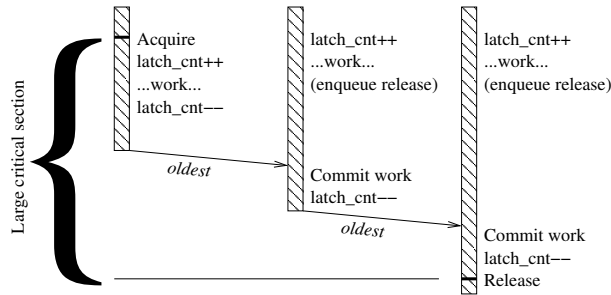 Large critical section
Acquire
latch_cnt++
...work...
latch_cnt−−
oldest
latch_cnt++
...work...
(enqueue release)
Commit work
latch_cnt−−
oldest
latch_cnt++
...work...
(enqueue release)
Commit work
latch_cnt−−
Release